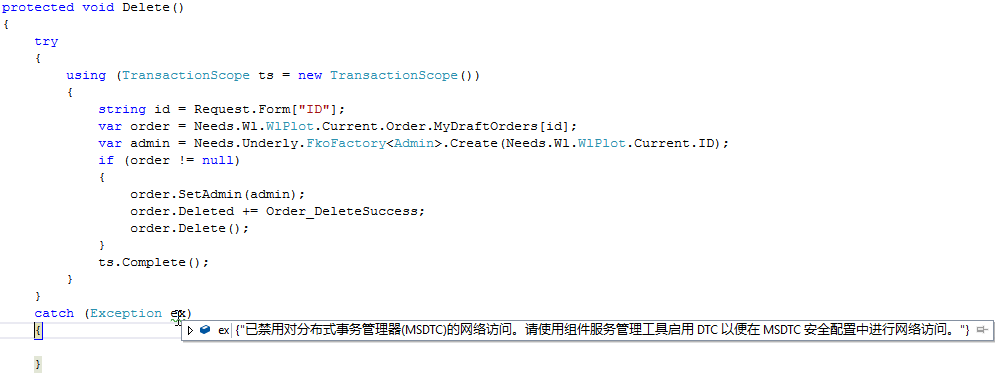 protected void Delete()
{
try
{
using (TransactionScope ts = new TransactionScope())
{
string id = Request.Form["ID"];
var order = Needs.Wl.WlPlot.Current.Order.MyDraftOrders[id];
var admin = Needs.Underly.FkoFactory<Admin>.Create(Needs.Wl.WlPlot.Current.ID);
if (order != null)
{
order.SetAdmin(admin);
order.Deleted += Order_DeleteSuccess;
order.Delete();
}
ts.Complete();
}
}
catch (Exception ex)
{
ex {"已禁用对分布式事务管理器(MSDTC)的网络访问。请使用组件服务管理工具启用 DTC 以便在 MSDTC 安全配置中进行网络访问。"}
}